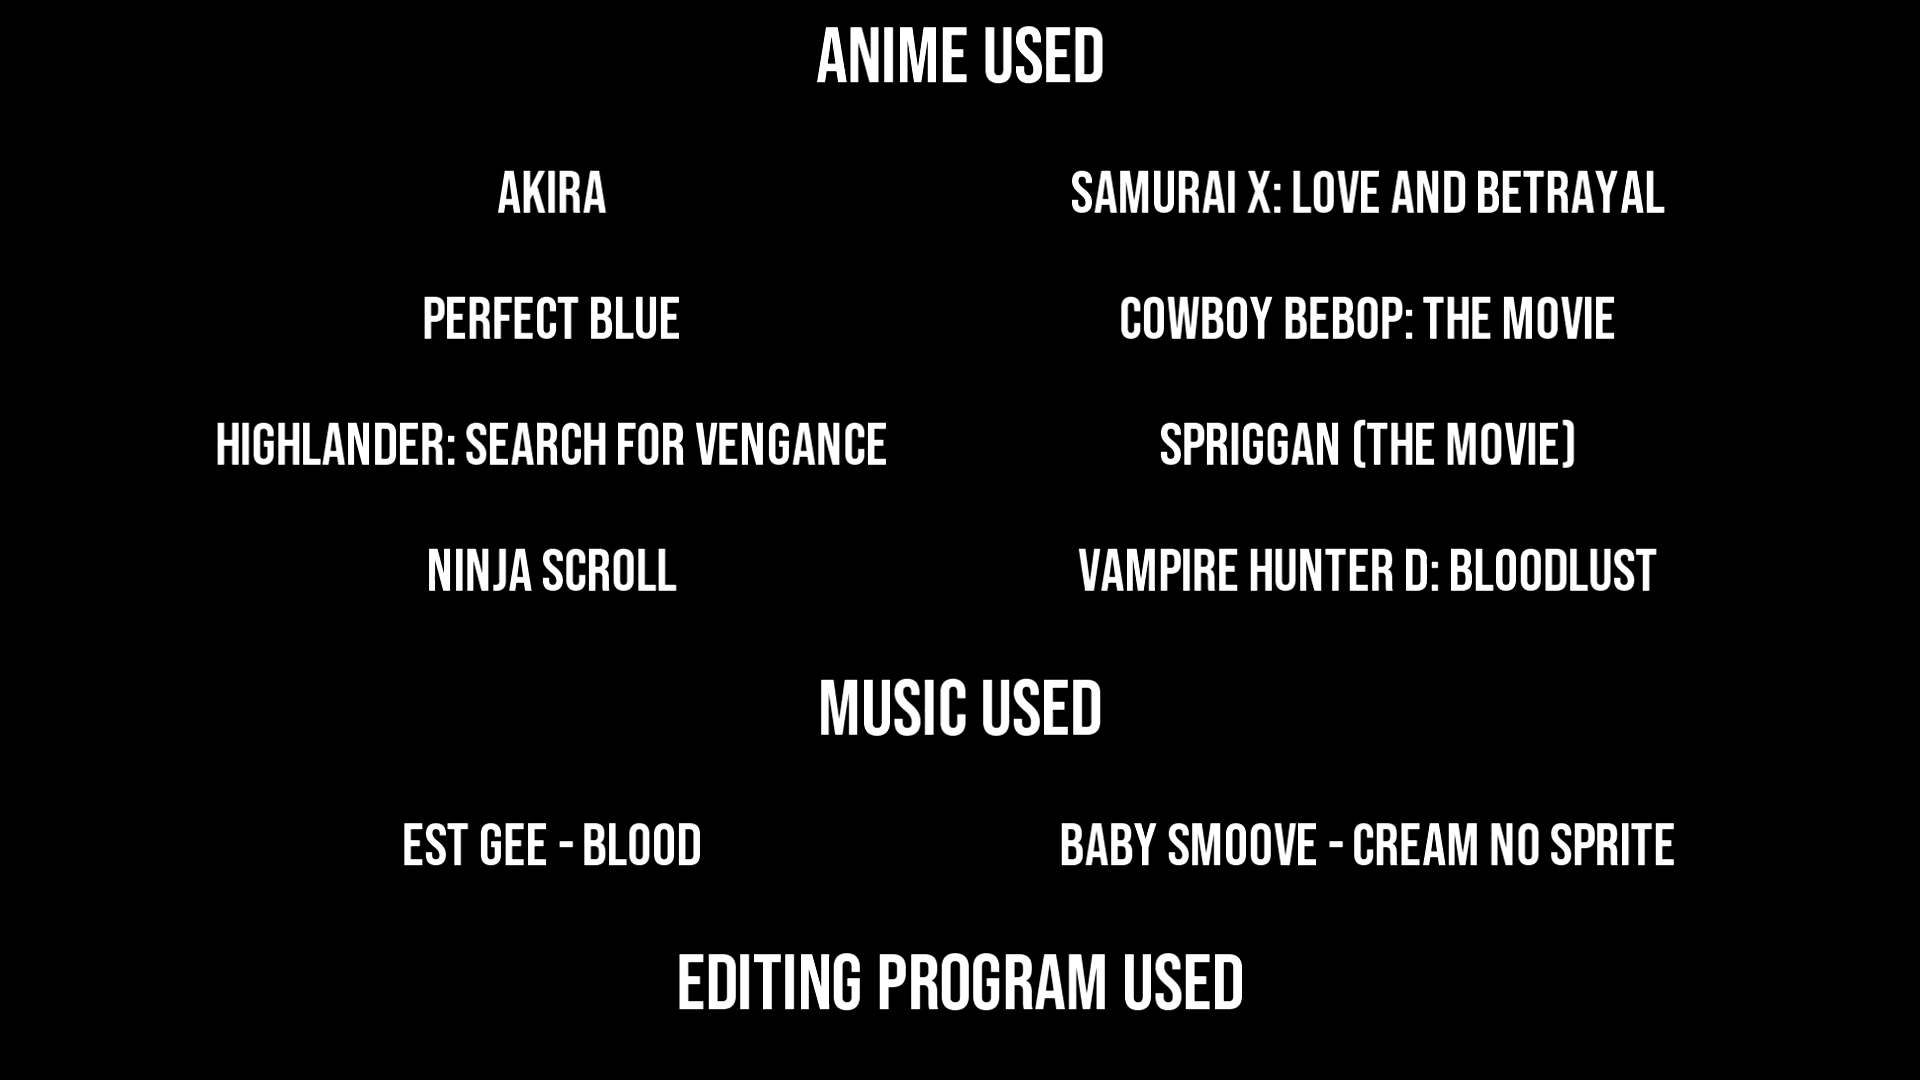 ANIME USED
AKIRA
SAMURAI X: LOVE AND BETRAYAL
PERFECT BLUE
COWBOY BEBOP: THE MOVIE
HIGHLANDER: SEARCH FOR VENGANCE
SPRIGGAN (THE MOVIE)
NINJA SCROLL
VAMPIRE HUNTER D: BLOODLUST
MUSIC USED
EST GEE - BLOOD
BABY SMOOVE - CREAM NO SPRITE
EDITING PROGRAM USED